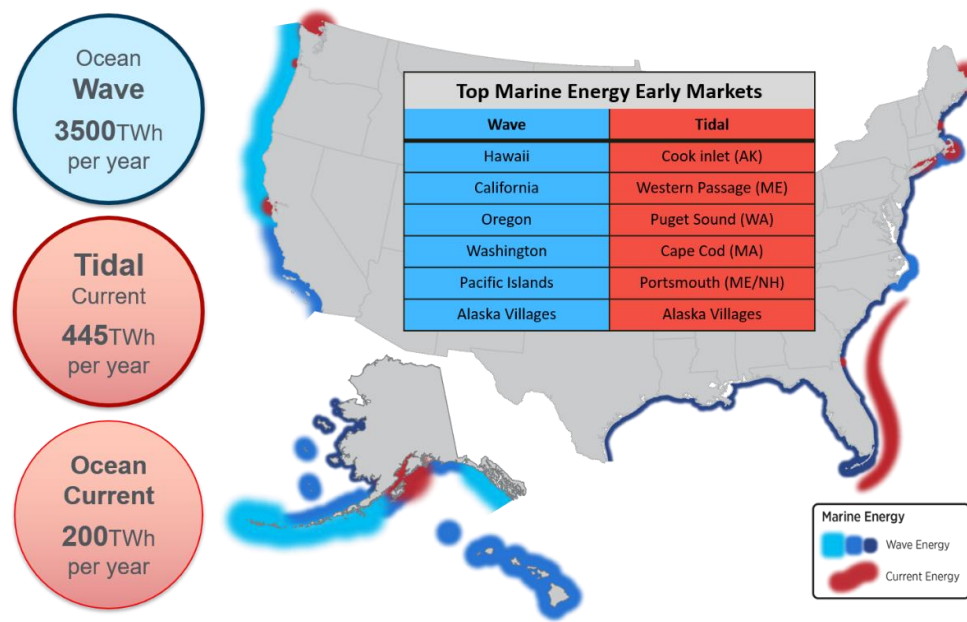 Ocean
Wave
3500TWh
per year
Tidal
Current
445TWh
per year
Ocean
Current
200TWh
per year
Top Marine Energy Early Markets
Wave Tidal
Hawaii Cook inlet (AK)
California Western Passage (ME)
Oregon Puget Sound (WA)
Washington Cape Cod (MA)
Pacific Islands Portsmouth (ME/NH)
Alaska Villages Alaska Villages
Marine Energy
Wave Energy
Current Energy